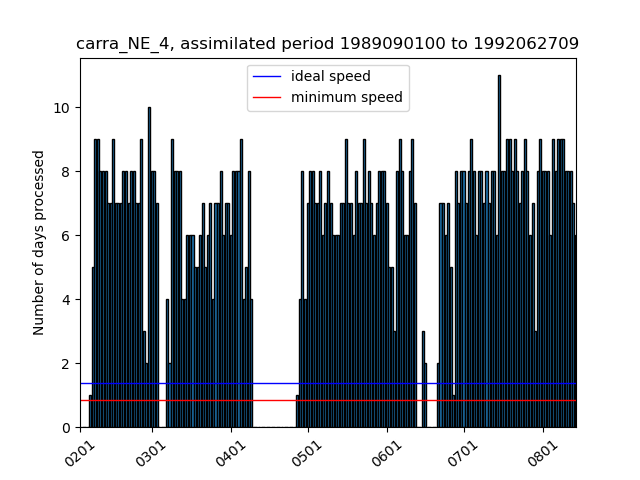 carra_NE_4, assimilated period 1989090100 to 1992062709
ideal speed
minimum speed
Number of days processed
10
8
6
4
2
0
0201 0301 0401 0501 0601 0701 0801